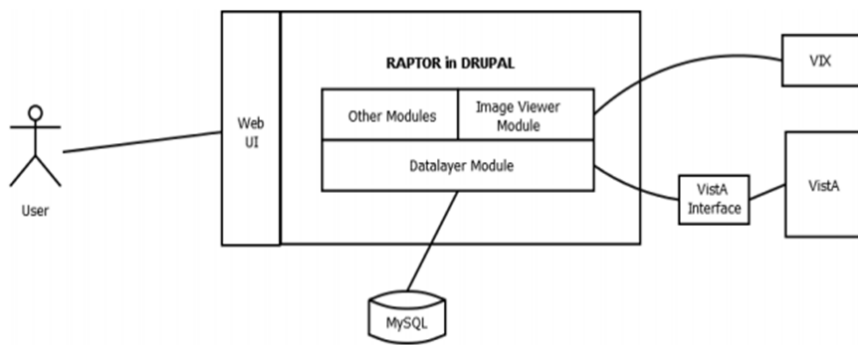 RAPTOR in DRUPAL
VIX
Web
UI
Other Modules
Image Viewer
Module
Datalayer Module
User
VistA
Interface
VistA
MySQL